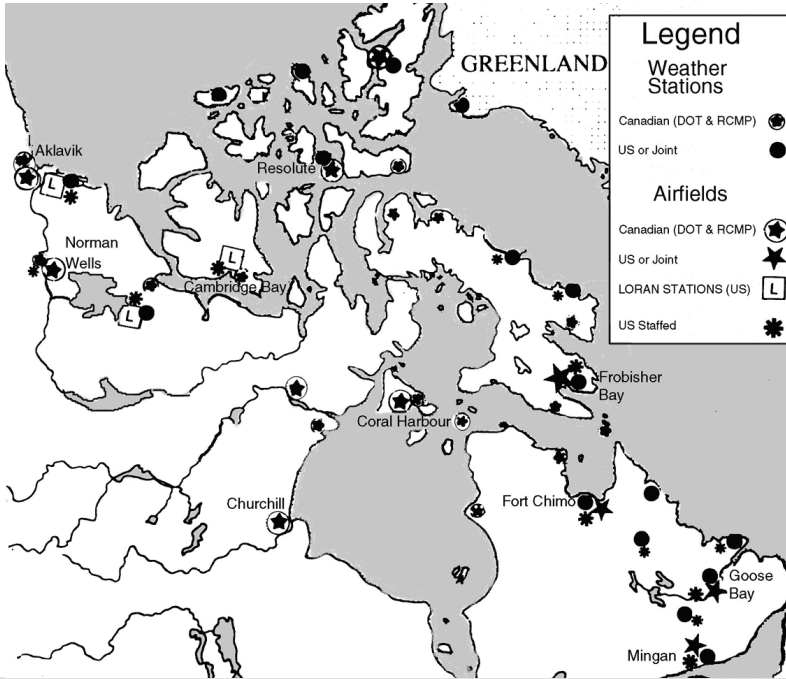 GREENLAND
Aklavik
L
Resolute
Norman
Wells
L
Cambridge Bay
L
Frobisher
Bay
Coral Harbour
Churchill
Fort Chimo
Goose
Bay
Mingan
Legend
Weather
Stations
Canadian (DOT & RCMP)
US or Joint
Airfields
Canadian (DOT & RCMP)
US or Joint
LORAN STATIONS (US)
L
US Staffed